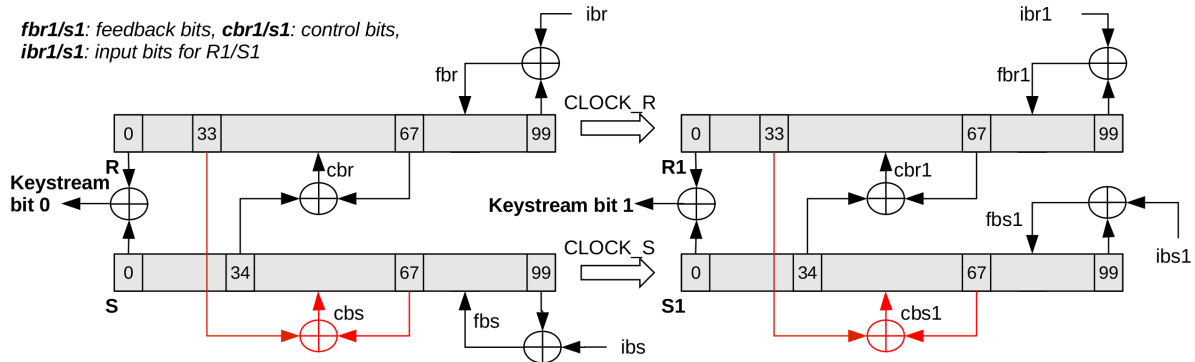 fbr1/s1: feedback bits, cbr1/s1: control bits,
ibr1/s1: input bits for R1/S1
ibr
ibr1
fbr
fbr1
CLOCK_R
0 33 67 99
0 33 67 99
R
cbr
R1
cbr1
Keystream
bit 0
Keystream bit 1
fbs1
CLOCK_S
ibs1
0 34 67 99
0 34 67 99
S
cbs
fbs
S1
cbs1
ibs